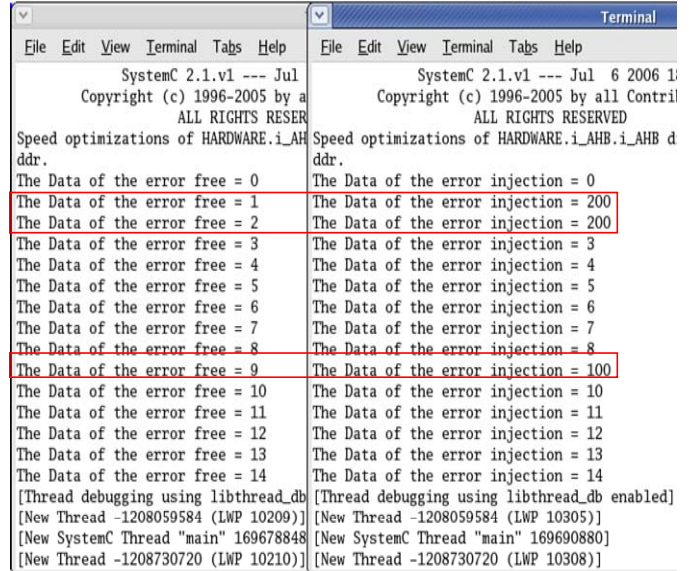 File Edit View Terminal Tabs Help
SystemC 2.1.v1 --- Jul
Copyright (c) 1996-2005 by a
ALL RIGHTS RESER
Speed optimizations of HARDWARE.i_AH
ddr.
The Data of the error free = 0
The Data of the error free = 1
The Data of the error free = 2
The Data of the error free = 3
The Data of the error free = 4
The Data of the error free = 5
The Data of the error free = 6
The Data of the error free = 7
The Data of the error free = 8
The Data of the error free = 9
The Data of the error free = 10
The Data of the error free = 11
The Data of the error free = 12
The Data of the error free = 13
The Data of the error free = 14
[Thread debugging using libthread_db
[New Thread -1208059584 (LWP 10209)]
[New SystemC Thread "main" 169678848
[New Thread -1208730720 (LWP 10210)]
Terminal
File Edit View Terminal Tabs Help
SystemC 2.1.v1 --- Jul 6 2006 18
Copyright (c) 1996-2005 by all Contri
ALL RIGHTS RESERVED
Speed optimizations of HARDWARE.i_AHB.i_AHB d
ddr.
The Data of the error injection = 0
The Data of the error injection = 200
The Data of the error injection = 200
The Data of the error injection = 3
The Data of the error injection = 4
The Data of the error injection = 5
The Data of the error injection = 6
The Data of the error injection = 7
The Data of the error injection = 8
The Data of the error injection = 100
The Data of the error injection = 10
The Data of the error injection = 11
The Data of the error injection = 12
The Data of the error injection = 13
The Data of the error injection = 14
[Thread debugging using libthread_db enabled]
[New Thread -1208059584 (LWP 10305)]
[New SystemC Thread "main" 169690880]
[New Thread -1208730720 (LWP 10308)]